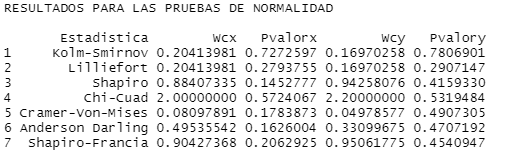 RESULTADOS PARA LAS PRUEBAS DE NORMALIDAD
Estadistica Wcx Pvalorx Wcy Pvalory
1 Kolm-Smirnov 0.20413981 0.7272597 0.16970258 0.7806901
2 Lilliefort 0.20413981 0.2793755 0.16970258 0.2907147
3 Shapiro 0.88407335 0.1452777 0.94258076 0.4159330
4 Chi-Cuad 2.00000000 0.5724067 2.20000000 0.5319484
5 Cramer-Von-Mises 0.08097891 0.1783873 0.04978577 0.4907305
6 Anderson Darling 0.49535542 0.1626004 0.33099675 0.4707192
7 Shapiro-Francia 0.90427368 0.2062925 0.95061775 0.4540947